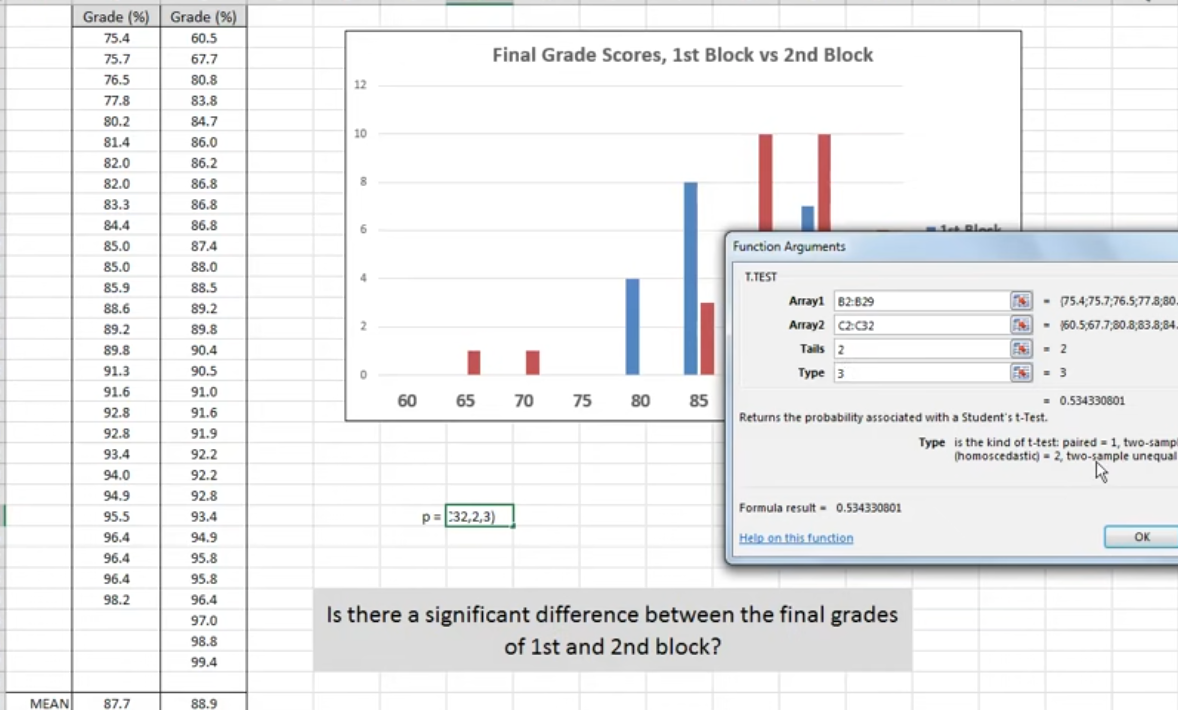 Grade (%) Grade (%)
75.4 60.5
75.7 67.7
76.5 80.8
77.8 83.8
80.2 84.7
81.4 86.0
82.0 86.2
82.0 86.8
83.3 86.8
84.4 86.8
85.0 87.4
85.0 88.0
85.9 88.5
88.6 89.2
89.2 89.8
89.8 90.4
91.3 90.5
91.6 91.0
92.8 91.6
92.8 91.9
93.4 92.2
94.0 92.2
94.9 92.8
95.5 93.4
96.4 94.9
96.4 95.8
96.4 95.8
98.2 96.4
97.0
98.8
99.4
MEAN 87.7 88.9
Final Grade Scores, 1st Block vs 2nd Block
12
10
8
6
4
2
0
60 65 70 75 80 85
1st Block
p = C32,2,3)
Is there a significant difference between the final grades
of 1st and 2nd block?
Function Arguments
T.TEST
Array1 B2:B29 = {75.4;75.7;76.5;77.8;80.
Array2 C2:C32 = {60.5;67.7;80.8;83.8;84.
Tails 2 = 2
Type 3 = 3
= 0.534330801
Returns the probability associated with a Student's t-Test.
Type is the kind of t-test: paired = 1, two-sampl
(homoscedastic) = 2, two-sample unequal
Formula result = 0.534330801
Help on this function
OK